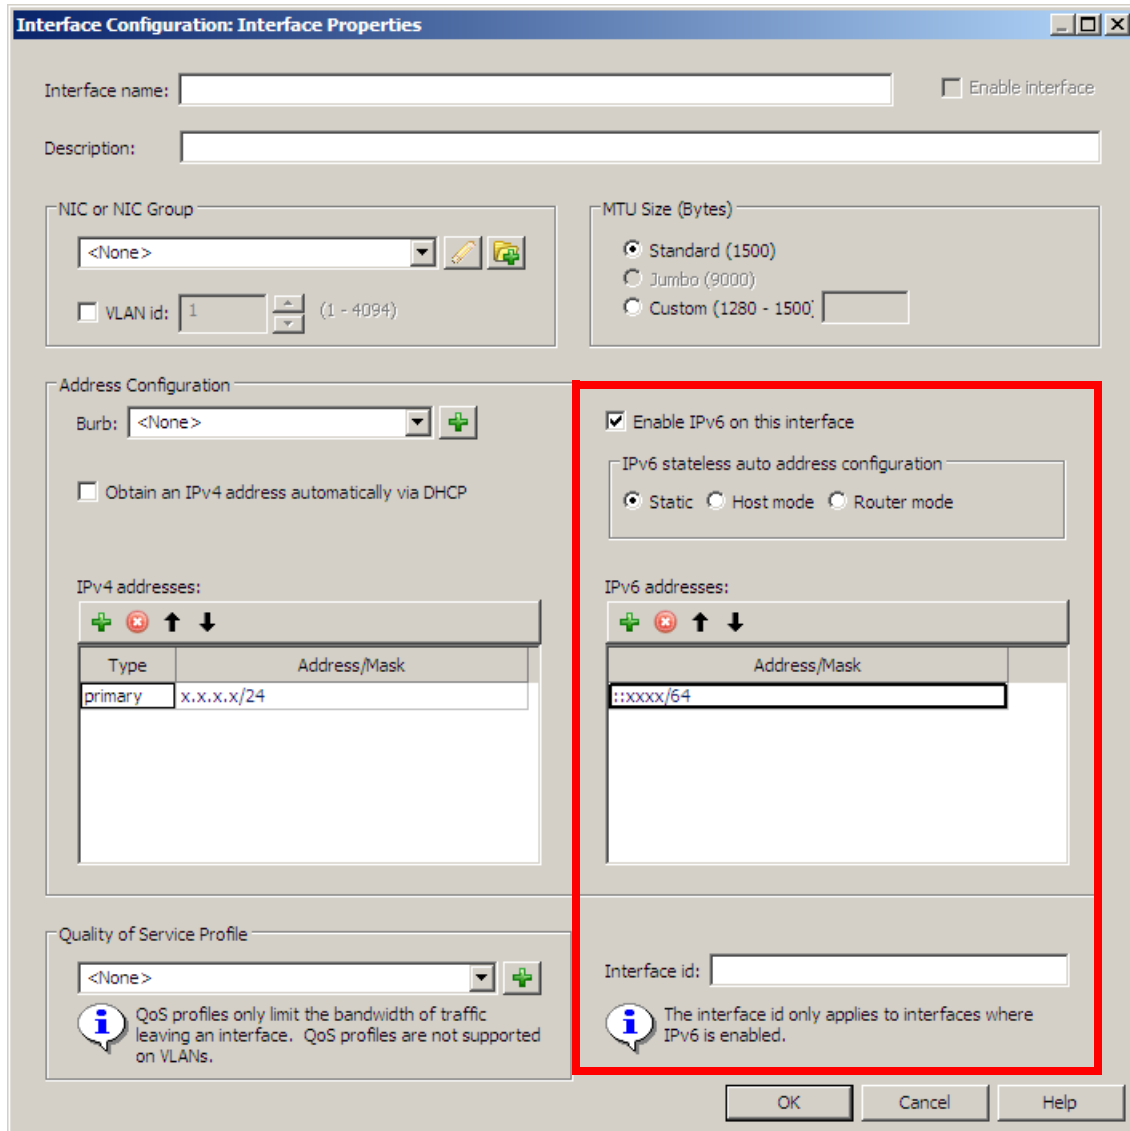 Interface Configuration: Interface Properties
Interface name:
Enable interface
Description:
NIC or NIC Group
<None>
VLAN id: 1 (1 - 4094)
MTU Size (Bytes)
Standard (1500)
Jumbo (9000)
Custom (1280 - 1500)
Address Configuration
Burb: <None>
Obtain an IPv4 address automatically via DHCP
IPv4 addresses:
Type Address/Mask
primary x.x.x.x/24
Enable IPv6 on this interface
IPv6 stateless auto address configuration
Static Host mode Router mode
IPv6 addresses:
Address/Mask
::xxxx/64
Quality of Service Profile
<None>
QoS profiles only limit the bandwidth of traffic
leaving an interface. QoS profiles are not supported
on VLANs.
Interface id:
The interface id only applies to interfaces where
IPv6 is enabled.
OK Cancel Help